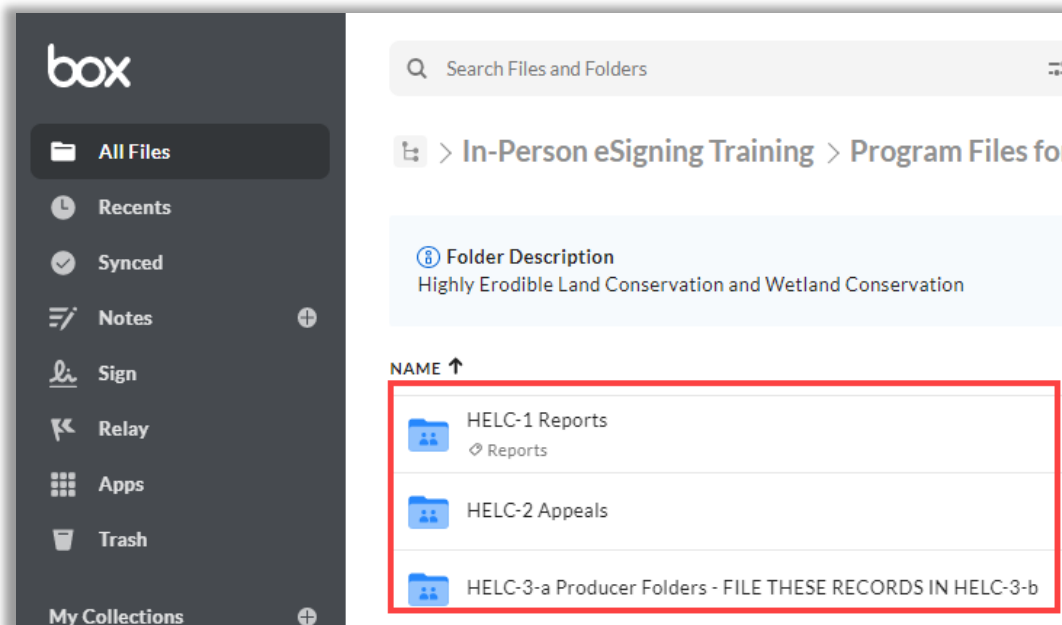 box
All Files
Recents
Synced
Notes
Sign
Relay
Apps
Trash
My Collections
Search Files and Folders
> In-Person eSigning Training > Program Files
Folder Description
Highly Erodible Land Conservation and Wetland Conservation
NAME ↑
HELC-1 Reports
Reports
HELC-2 Appeals
HELC-3-a Producer Folders - FILE THESE RECORDS IN HELC-3-b